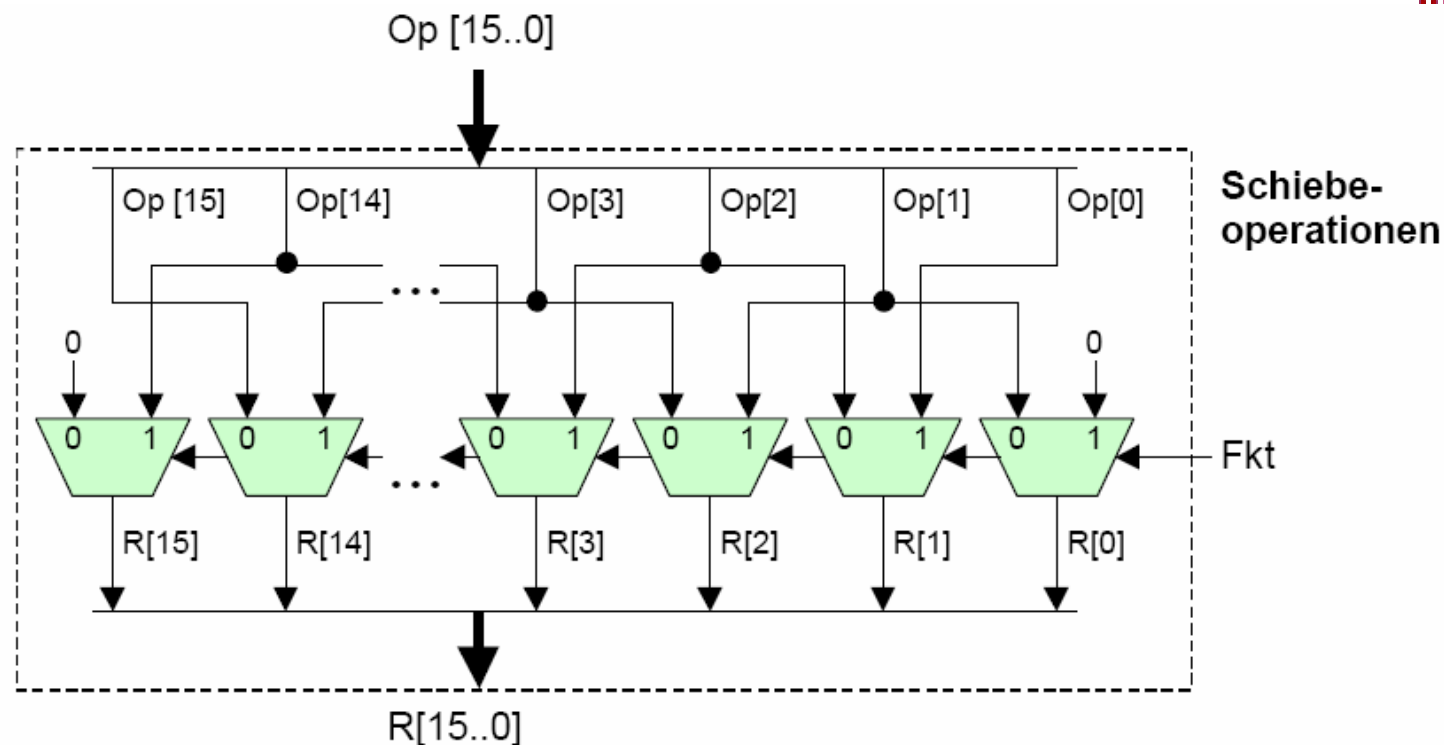 Op [15..0]
Op [15] Op[14] Op[3] Op[2] Op[1] Op[0]
Schiebe-
operationen
...
0 0
0 1 0 1 0 1 0 1 0 1 0 1
Fkt
...
R[15] R[14] R[3] R[2] R[1] R[0]
R[15..0]